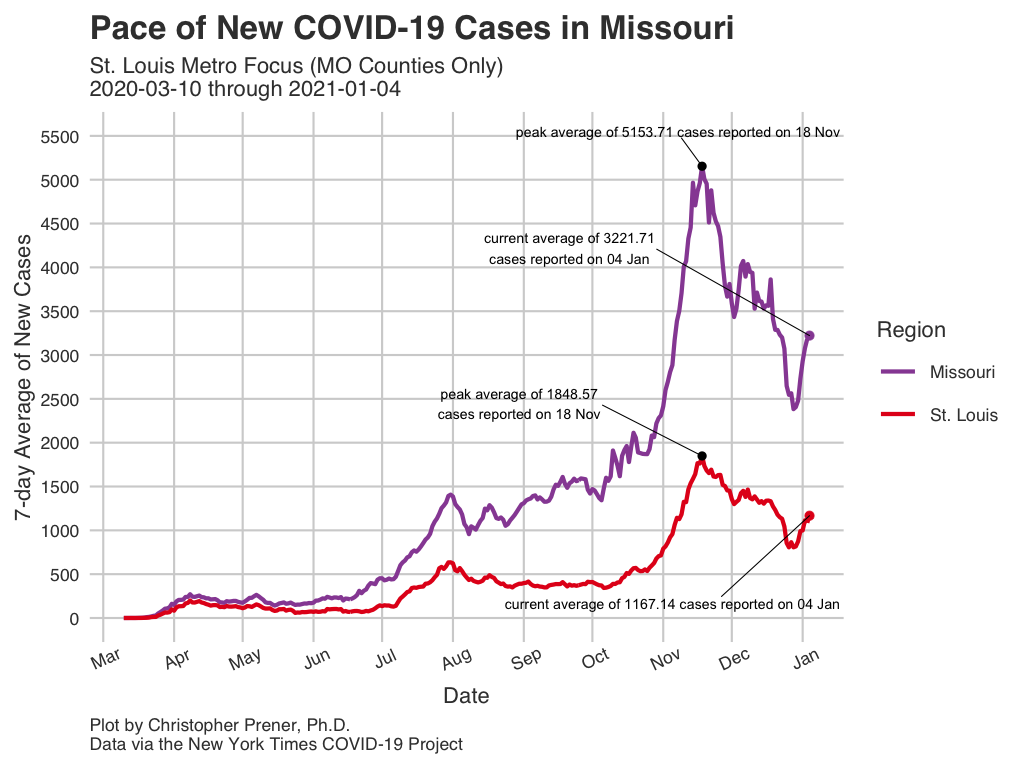 Pace of New COVID-19 Cases in Missouri
St. Louis Metro Focus (MO Counties Only)
2020-03-10 through 2021-01-04
7-day Average of New Cases
5500
5000
4500
4000
3500
3000
2500
2000
1500
1000
500
0
peak average of 5153.71 cases reported on 18 Nov
current average of 3221.71
cases reported on 04 Jan
peak average of 1848.57
cases reported on 18 Nov
current average of 1167.14 cases reported on 04 Jan
Mar
Apr
May
Jun
Jul
Aug
Sep
Oct
Nov
Dec
Jan
Date
Region
Missouri
St. Louis
Plot by Christopher Prener, Ph.D.
Data via the New York Times COVID-19 Project